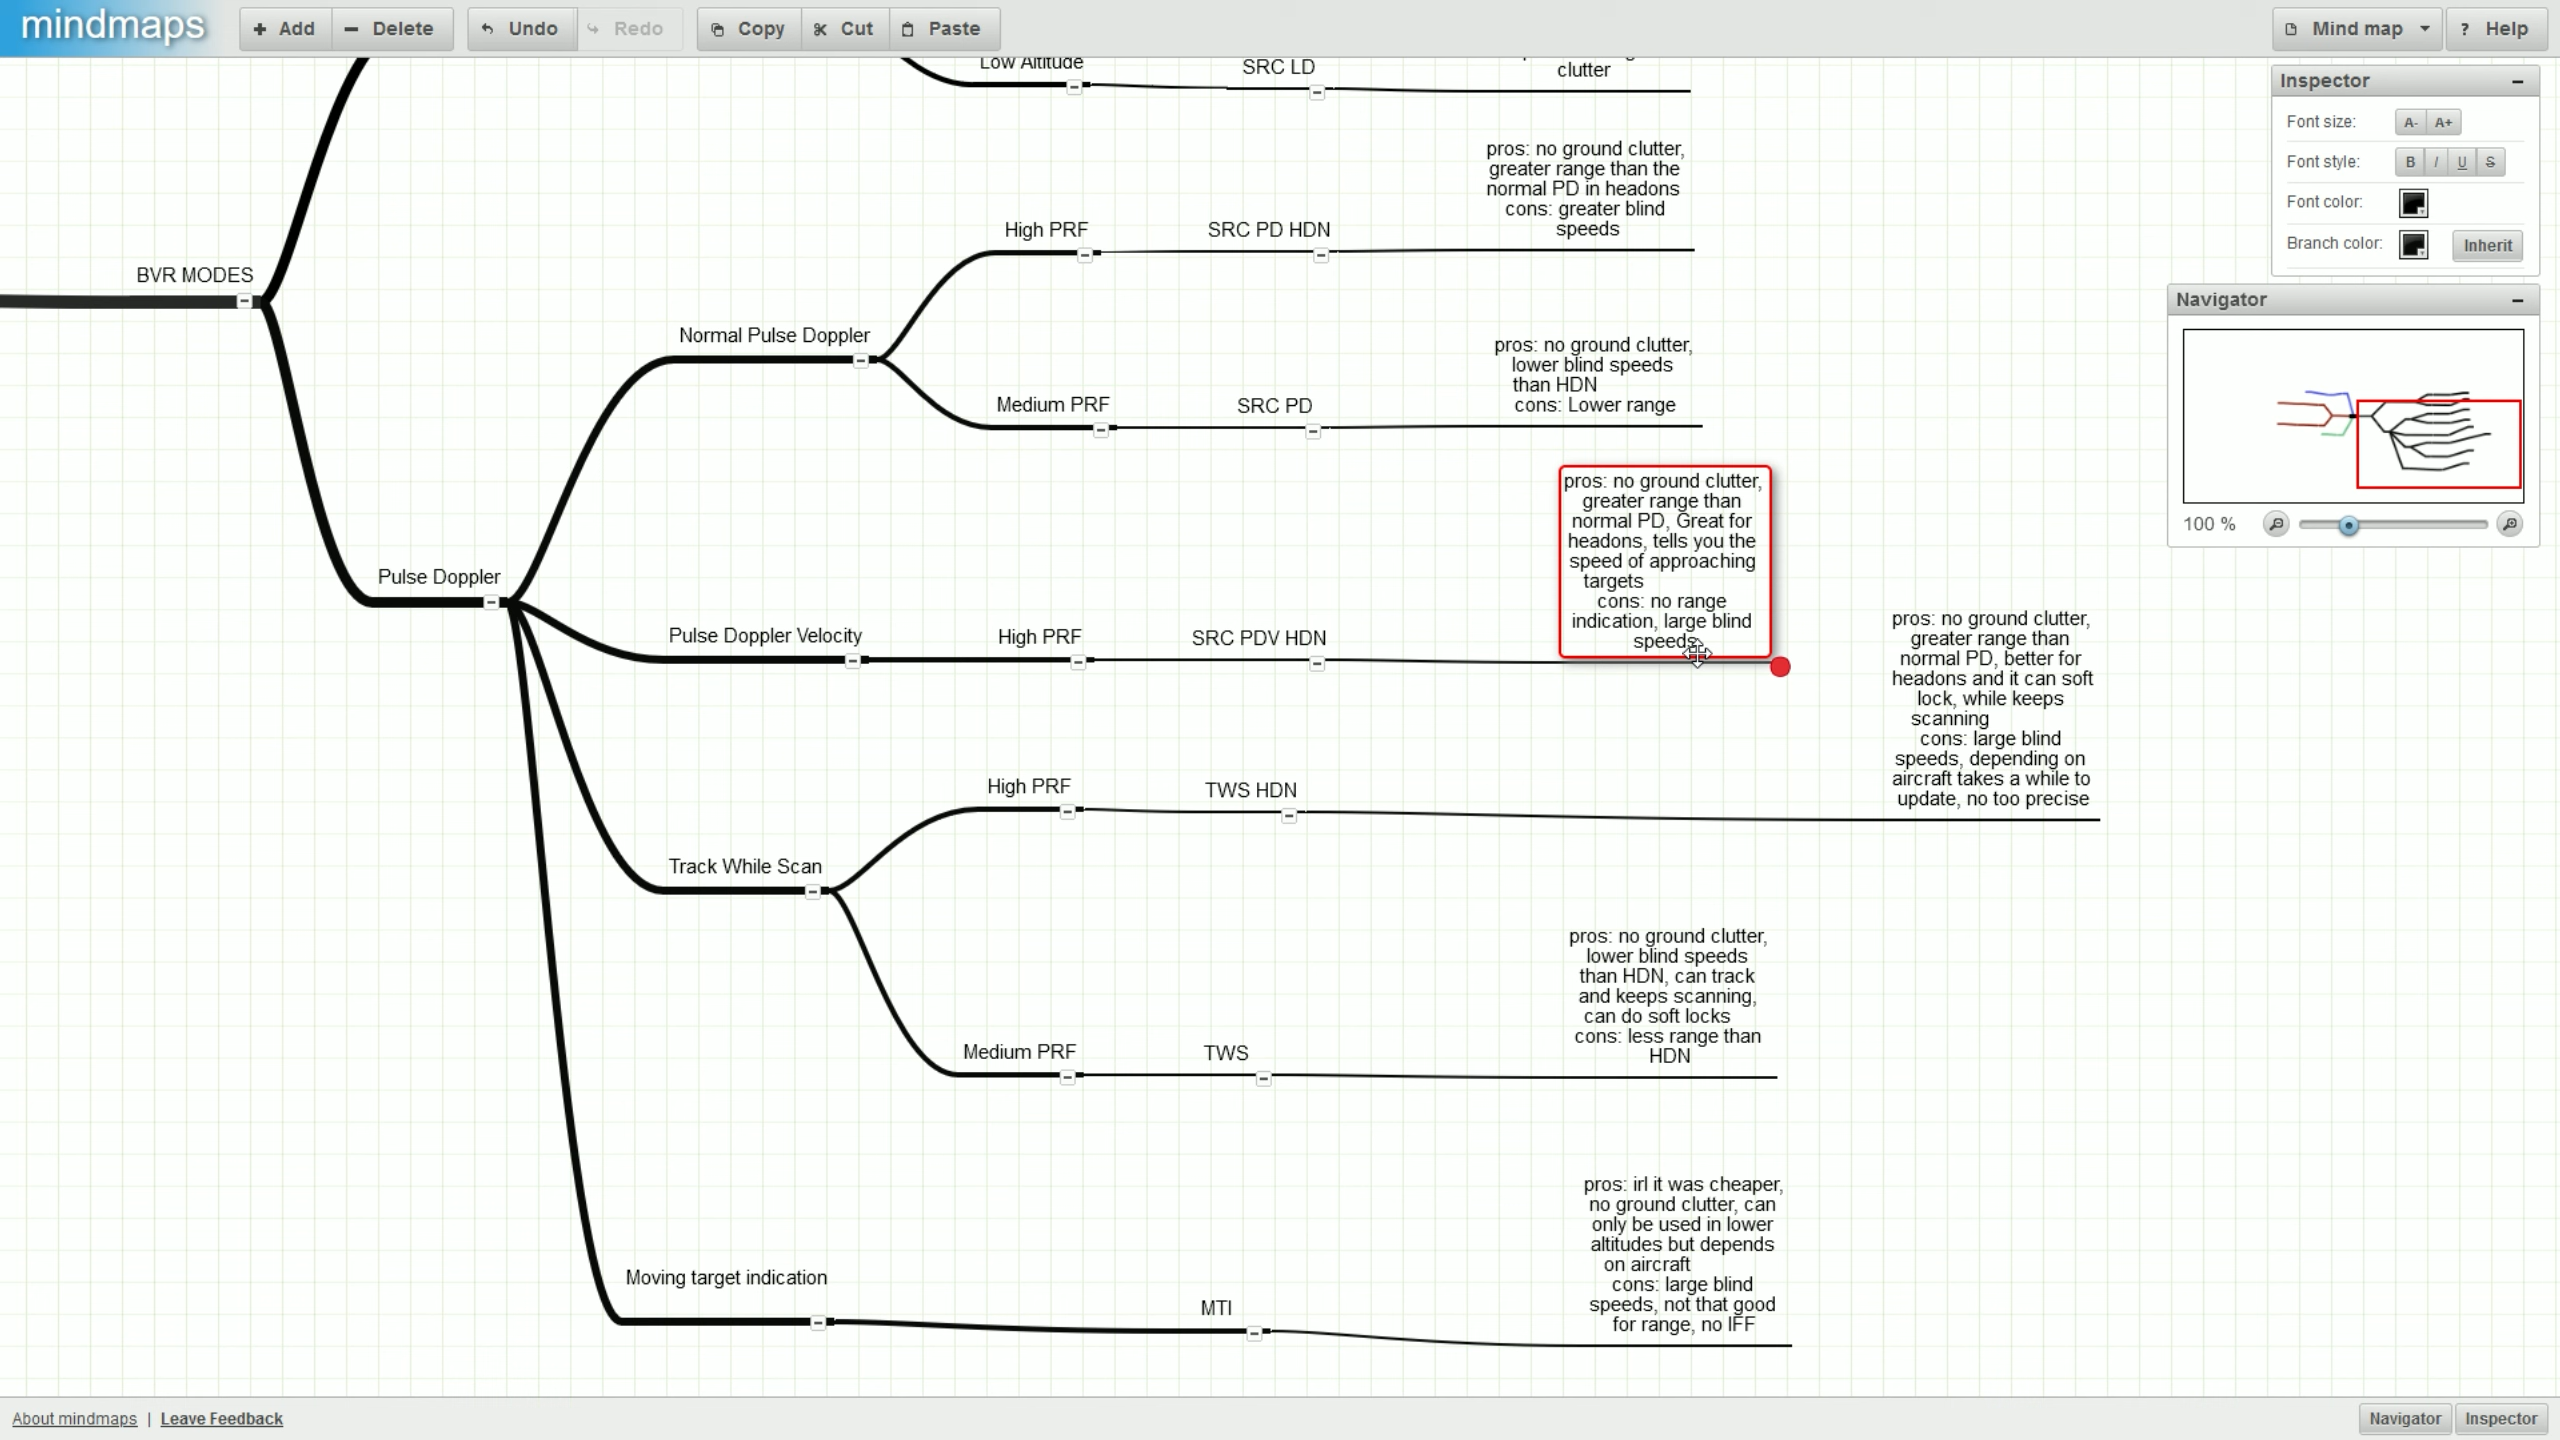 mindmaps
Add
Delete
Undo
Redo
Copy
Cut
Paste
Mind map
? Help
Low Altitude
SRC LD
clutter
BVR MODES
Pulse Doppler
Normal Pulse Doppler
High PRF
SRC PD HDN
pros: no ground clutter,
greater range than the
normal PD in headons
cons: greater blind
speeds
Medium PRF
SRC PD
pros: no ground clutter,
lower blind speeds
than HDN
cons: Lower range
Pulse Doppler Velocity
High PRF
SRC PDV HDN
pros: no ground clutter,
greater range than
normal PD, Great for
headons, tells you the
speed of approaching
targets
cons: no range
indication, large blind
speeds
Track While Scan
High PRF
TWS HDN
pros: no ground clutter,
greater range than
normal PD, better for
headons and it can soft
lock, while keeps
scanning
cons: large blind
speeds, depending on
aircraft takes a while to
update, no too precise
Medium PRF
TWS
pros: no ground clutter,
lower blind speeds
than HDN, can track
and keeps scanning,
can do soft locks
cons: less range than
HDN
Moving target indication
MTI
pros: irl it was cheaper,
no ground clutter, can
only be used in lower
altitudes but depends
on aircraft
cons: large blind
speeds, not that good
for range, no IFF
Inspector
Font size:
A-
A+
Font style:
B
I
U
S
Font color:
Branch color:
Inherit
Navigator
100 %
About mindmaps | Leave Feedback
Navigator
Inspector